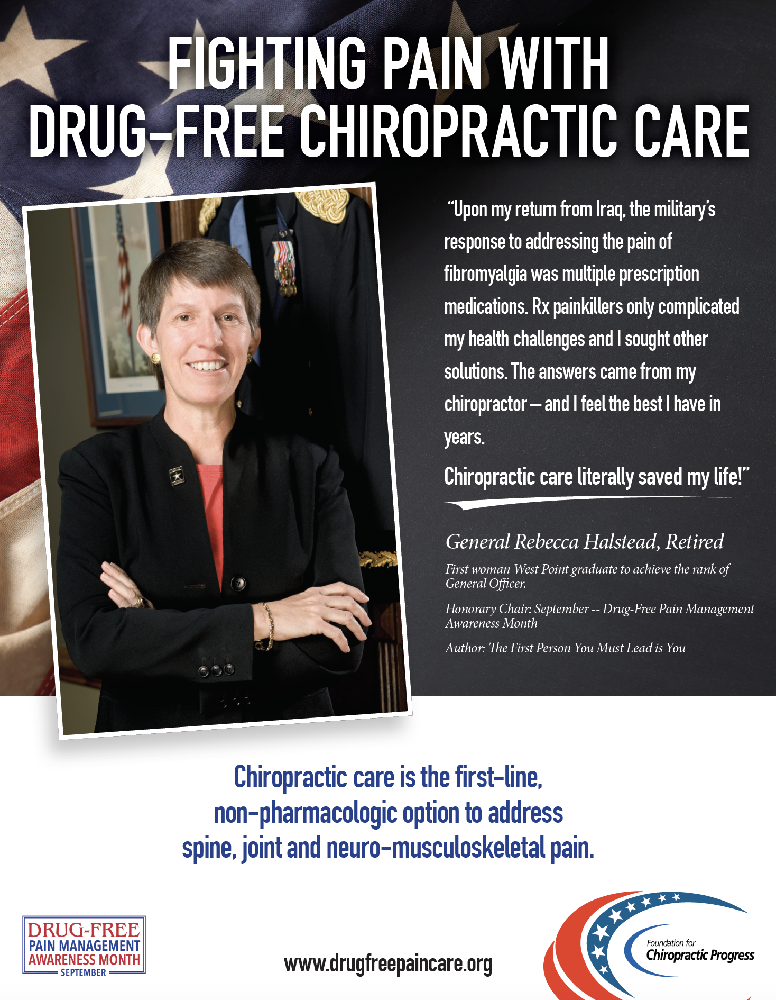 FIGHTING PAIN WITH
DRUG-FREE CHIROPRACTIC CARE
“Upon my return from Iraq, the military’s
response to addressing the pain of
fibromyalgia was multiple prescription
medications. Rx painkillers only complicated
my health challenges and I sought other
solutions. The answers came from my
chiropractor – and I feel the best I have in
years.
Chiropractic care literally saved my life!”
General Rebecca Halstead, Retired
First woman West Point graduate to achieve the rank of
General Officer.
Honorary Chair: September -- Drug-Free Pain Management
Awareness Month
Author: The First Person You Must Lead is You
Chiropractic care is the first-line,
non-pharmacologic option to address
spine, joint and neuro-musculoskeletal pain.
DRUG-FREE
PAIN MANAGEMENT
AWARENESS MONTH
SEPTEMBER
www.drugfreepaincare.org
Foundation for
Chiropractic Progress